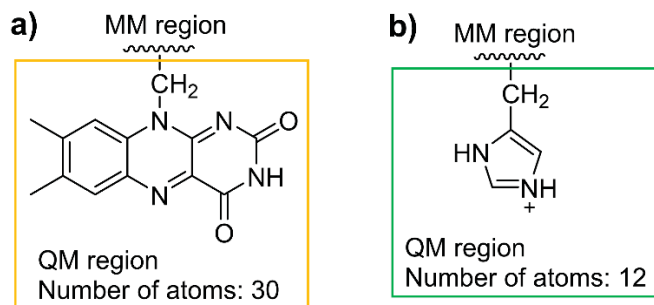 a)
MM region
CH2
N
N
O
N
NH
O
QM region
Number of atoms: 30
b)
MM region
CH2
HN
NH
+
QM region
Number of atoms: 12